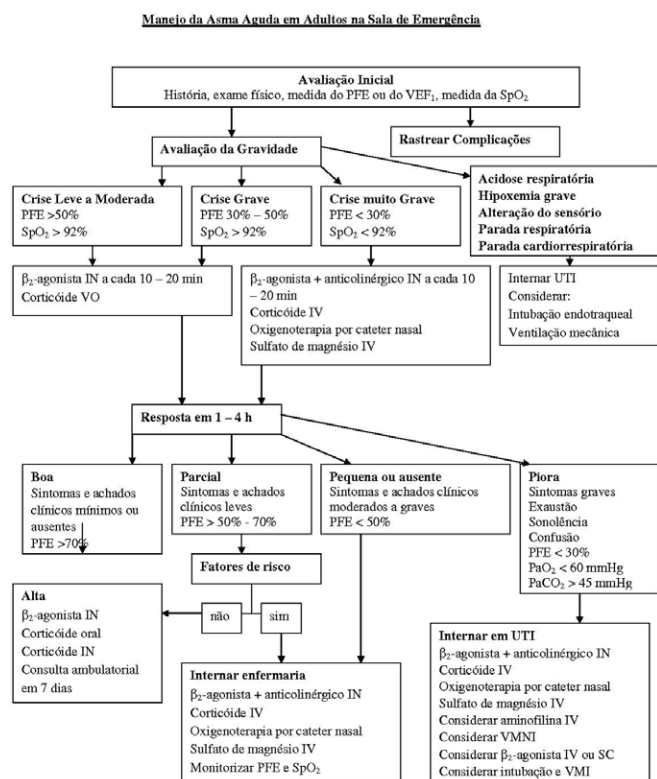 Manejo da Asma Aguda em Adultos na Sala de Emergência
Avaliação Inicial
História, exame físico, medida do PFE ou do VEF₁, medida da SpO₂
Rastrear Complicações
Avaliação da Gravidade
Crise Leve a Moderada
PFE >50%
SpO₂ > 92%
Crise Grave
PFE 30% – 50%
SpO₂ > 92%
Crise muito Grave
PFE < 30%
SpO₂ < 92%
Acidose respiratória
Hipoxemia grave
Alteração do sensório
Parada respiratória
Parada cardiorrespiratória
β₂-agonista IN a cada 10 – 20 min
Corticóide VO
β₂-agonista + anticolinérgico IN a cada 10
– 20 min
Corticóide IV
Oxigenoterapia por cateter nasal
Sulfato de magnésio IV
Internar UTI
Considerar:
Intubação endotraqueal
Ventilação mecânica
Resposta em 1 – 4 h
Boa
Sintomas e achados
clínicos mínimos ou
ausentes
PFE >70%
Parcial
Sintomas e achados
clínicos leves
PFE > 50% - 70%
Pequena ou ausente
Sintomas e achados clínicos
moderados a graves
PFE < 50%
Piora
Sintomas graves
Exaustão
Sonolência
Confusão
PFE < 30%
PaO₂ < 60 mmHg
PaCO₂ > 45 mmHg
Fatores de risco
não
sim
Alta
β₂-agonista IN
Corticóide oral
Corticóide IN
Consulta ambulatorial
em 7 dias
Internar enfermaria
β₂-agonista + anticolinérgico IN
Corticóide IV
Oxigenoterapia por cateter nasal
Sulfato de magnésio IV
Monitorizar PFE e SpO₂
Internar em UTI
β₂-agonista + anticolinérgico IN
Corticóide IV
Oxigenoterapia por cateter nasal
Sulfato de magnésio IV
Considerar aminofilina IV
Considerar VMNI
Considerar β₂-agonista IV ou SC
Considerar intubação e VMI